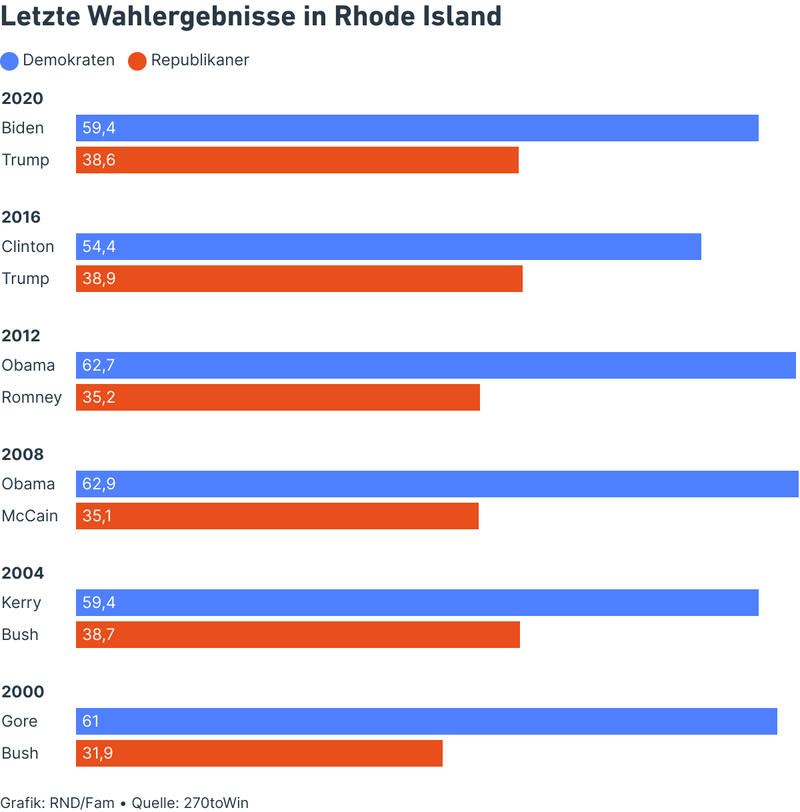 Letzte Wahlergebnisse in Rhode Island
Demokraten Republikaner
2020
Biden 59,4
Trump 38,6
2016
Clinton 54,4
Trump 38,9
2012
Obama 62,7
Romney 35,2
2008
Obama 62,9
McCain 35,1
2004
Kerry 59,4
Bush 38,7
2000
Gore 61
Bush 31,9
Grafik: RND/Fam • Quelle: 270toWin